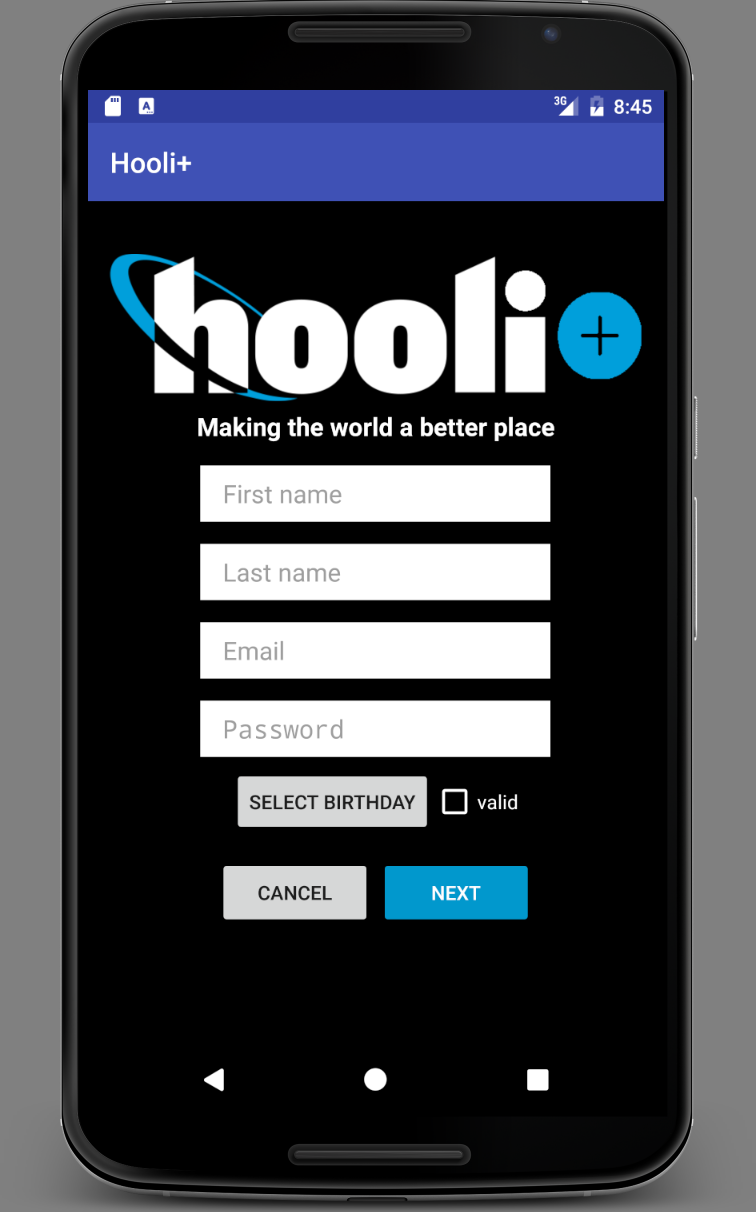 3G 8:45
Hooli+
hooli+
Making the world a better place
First name
Last name
Email
Password
SELECT BIRTHDAY valid
CANCEL NEXT